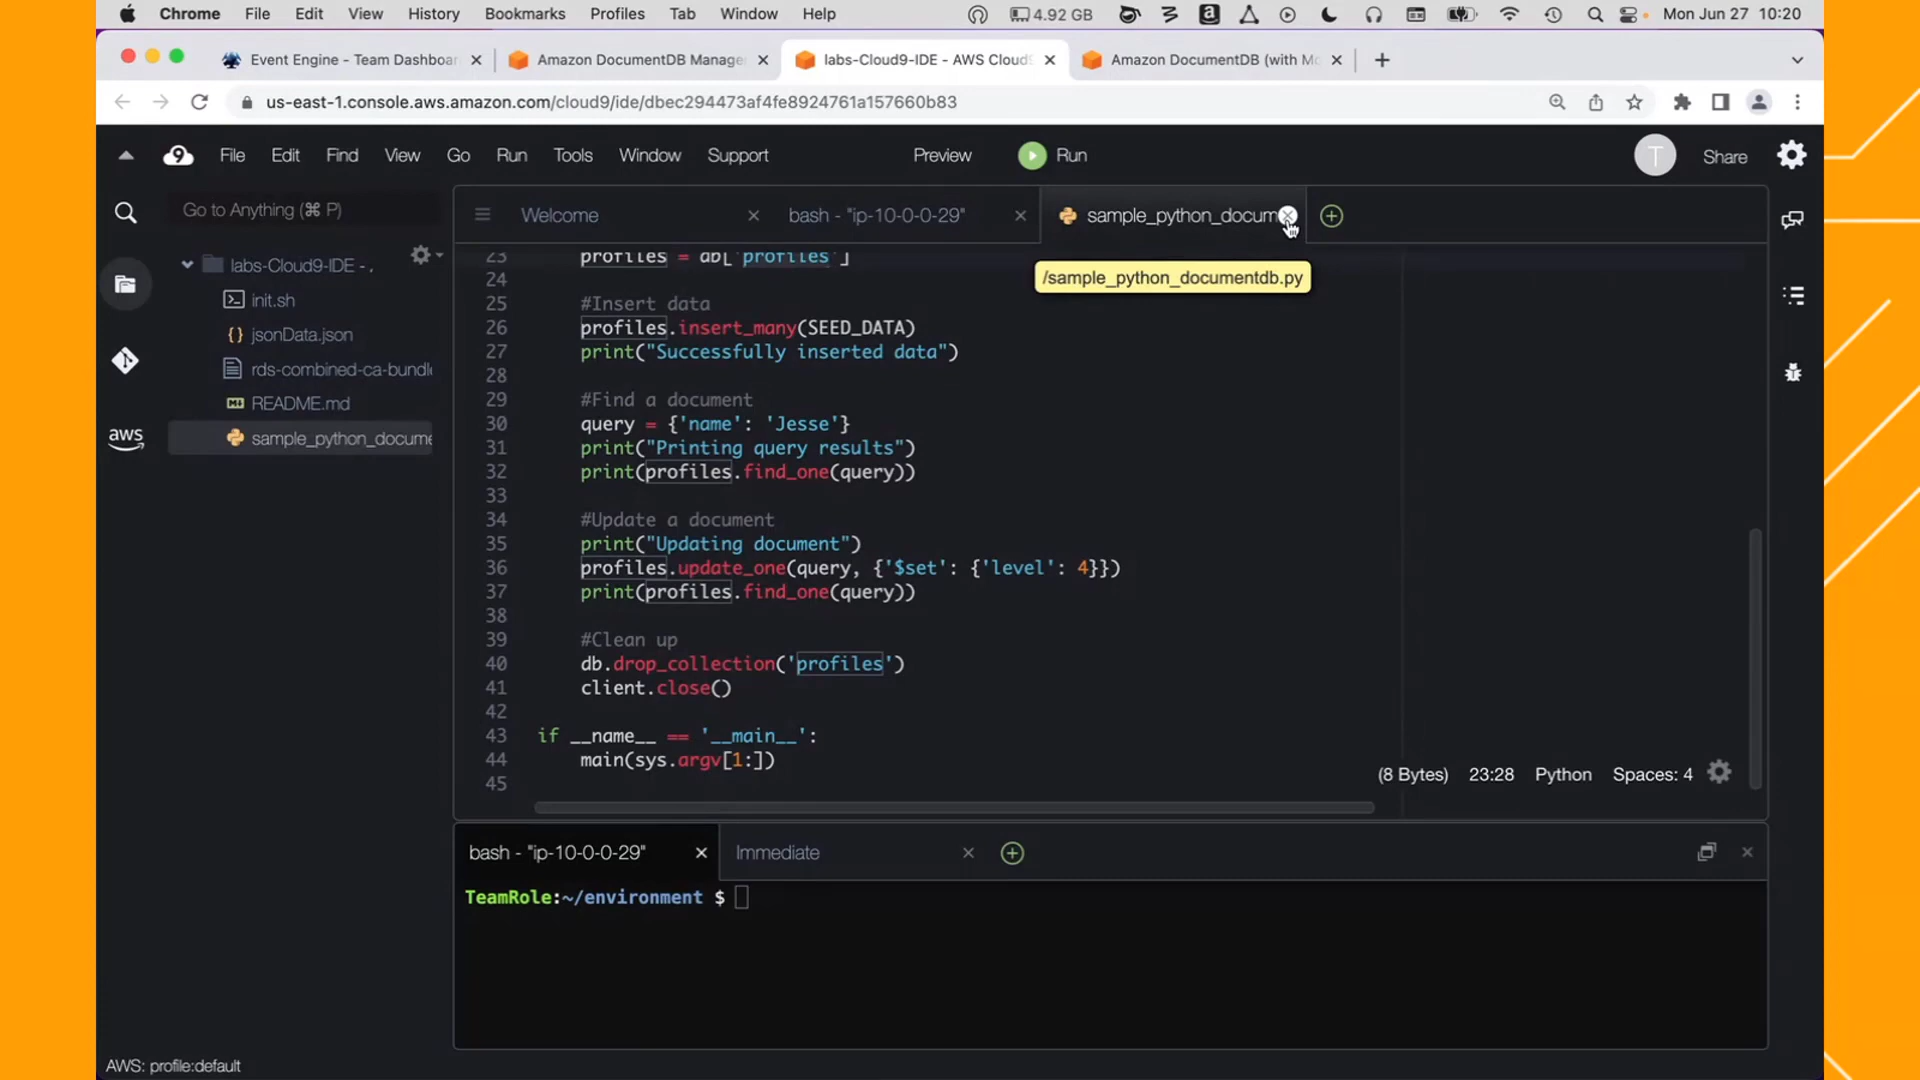 Chrome File Edit View History Bookmarks Profiles Tab Window Help 4.92 GB Mon Jun 27 10:20
Event Engine - Team Dashboar Amazon DocumentDB Manage labs-Cloud9-IDE - AWS Cloud9 Amazon DocumentDB (with Mo
us-east-1.console.aws.amazon.com/cloud9/ide/dbec294473af4fe8924761a157660b83
9 File Edit Find View Go Run Tools Window Support Preview Run T Share
Go to Anything (⌘ P)
Welcome bash - "ip-10-0-0-29" sample_python_docum
/sample_python_documentdb.py
labs-Cloud9-IDE - .
init.sh
jsonData.json
rds-combined-ca-bundle
README.md
sample_python_docume
aws
23 profiles = db['profiles']
24
25 #Insert data
26 profiles.insert_many(SEED_DATA)
27 print("Successfully inserted data")
28
29 #Find a document
30 query = {'name': 'Jesse'}
31 print("Printing query results")
32 print(profiles.find_one(query))
33
34 #Update a document
35 print("Updating document")
36 profiles.update_one(query, {'$set': {'level': 4}})
37 print(profiles.find_one(query))
38
39 #Clean up
40 db.drop_collection('profiles')
41 client.close()
42
43 if __name__ == '__main__':
44 main(sys.argv[1:])
45
(8 Bytes) 23:28 Python Spaces: 4
bash - "ip-10-0-0-29" Immediate
TeamRole:~/environment $
AWS: profile:default